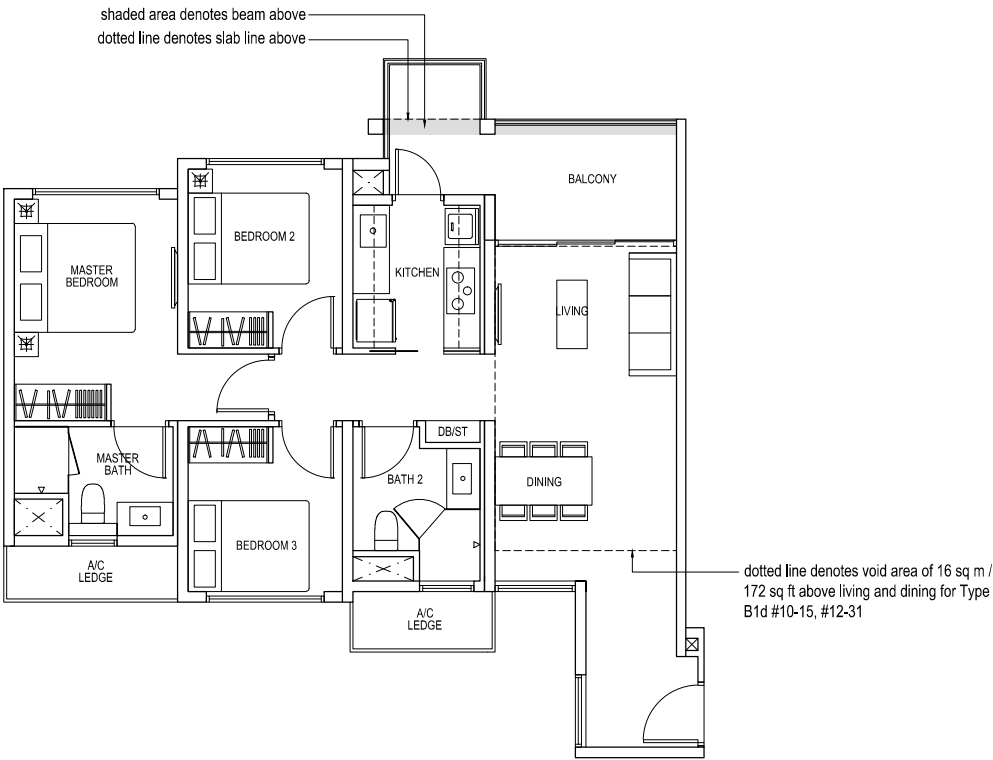 shaded area denotes beam above
dotted line denotes slab line above
BALCONY
BEDROOM 2
MASTER
BEDROOM
KITCHEN
LIVING
DB/ST
MASTER
BATH
BATH 2
DINING
BEDROOM 3
A/C
LEDGE
A/C
LEDGE
dotted line denotes void area of 16 sq m /
172 sq ft above living and dining for Type
B1d #10-15, #12-31